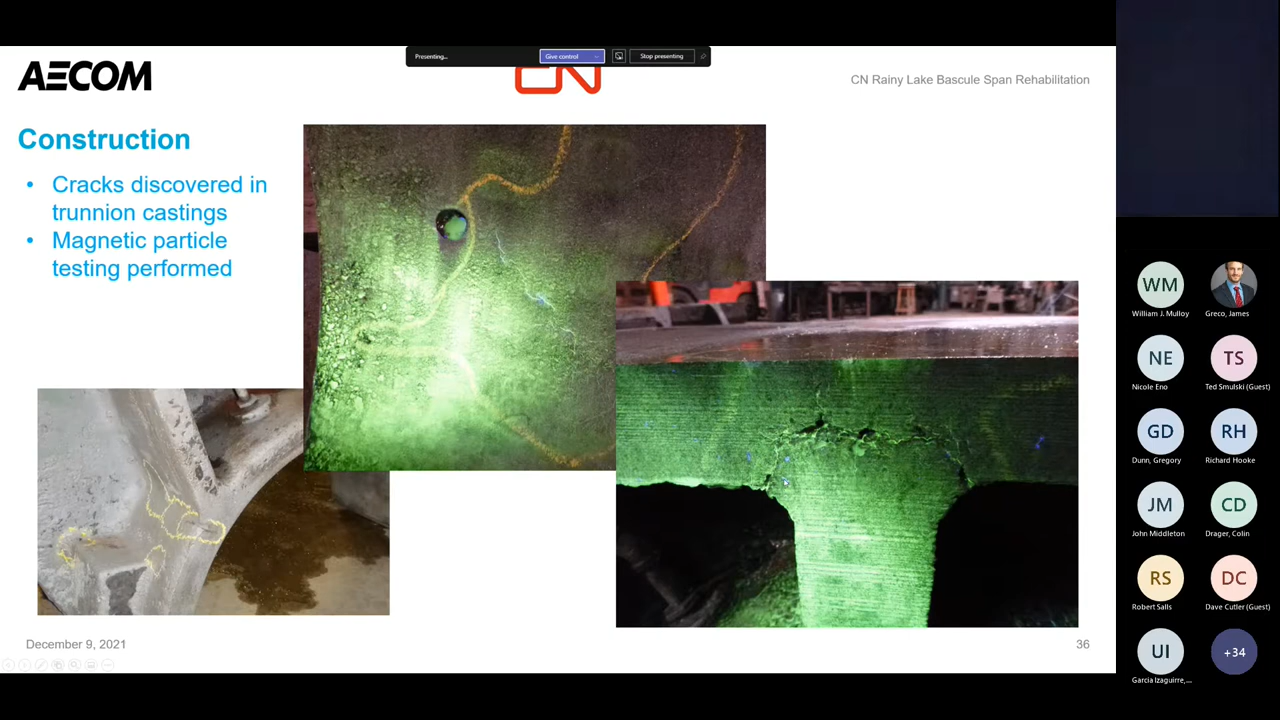 Presenting...
Give control
Stop presenting
AECOM
CN
CN Rainy Lake Bascule Span Rehabilitation
Construction
• Cracks discovered in
trunnion castings
• Magnetic particle
testing performed
December 9, 2021
36
WM
William J. Mulloy
Greco, James
NE
Nicole Eno
TS
Ted Smulski (Guest)
GD
Dunn, Gregory
RH
Richard Hooke
JM
John Middleton
CD
Drager, Colin
RS
Robert Salls
DC
Dave Cutler (Guest)
UI
Garcia Izaguirre,...
+34